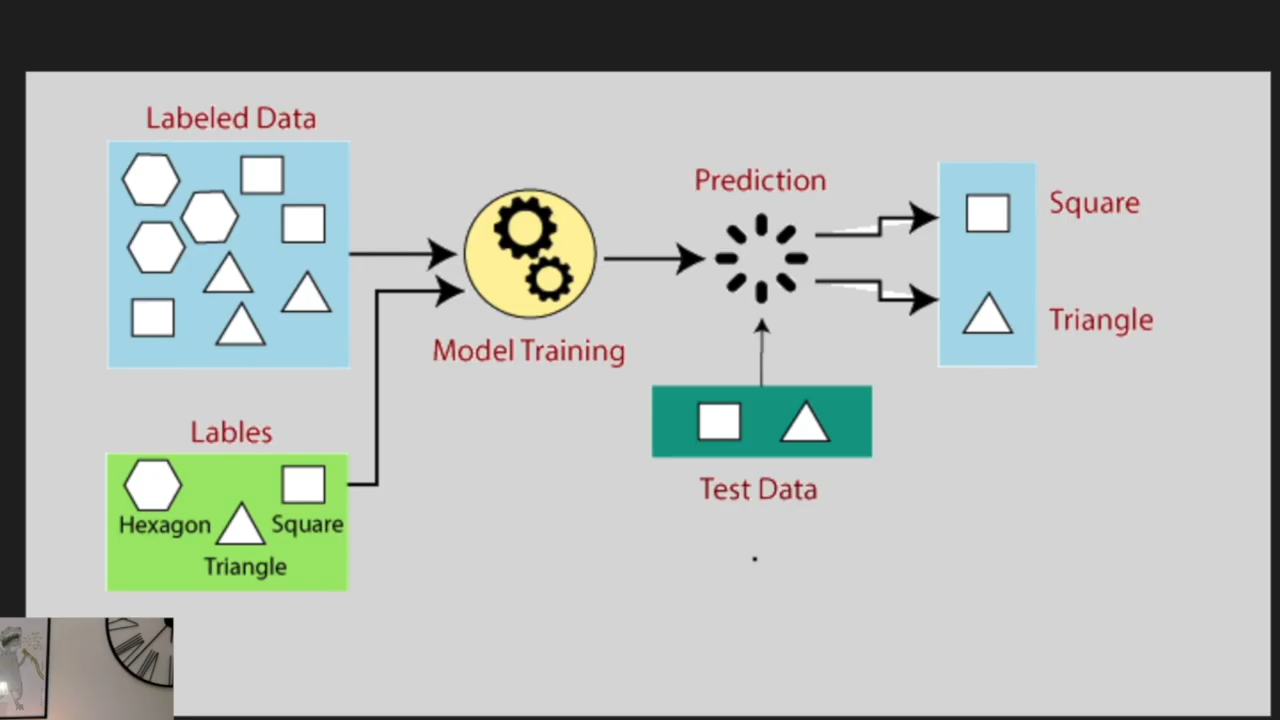 Labeled Data
Prediction
Square
Model Training
Triangle
Lables
Hexagon
Square
Triangle
Test Data